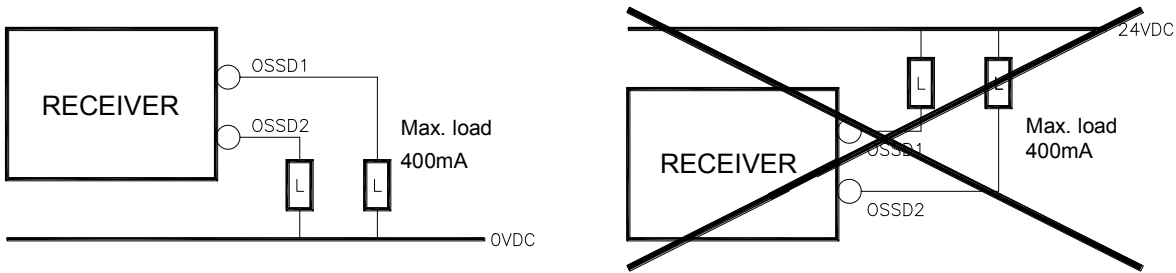 OSSD1
RECEIVER
OSSD2
Max. load
400mA
L L
0VDC
24VDC
L L
Max. load
400mA
OSSD1
RECEIVER
OSSD2